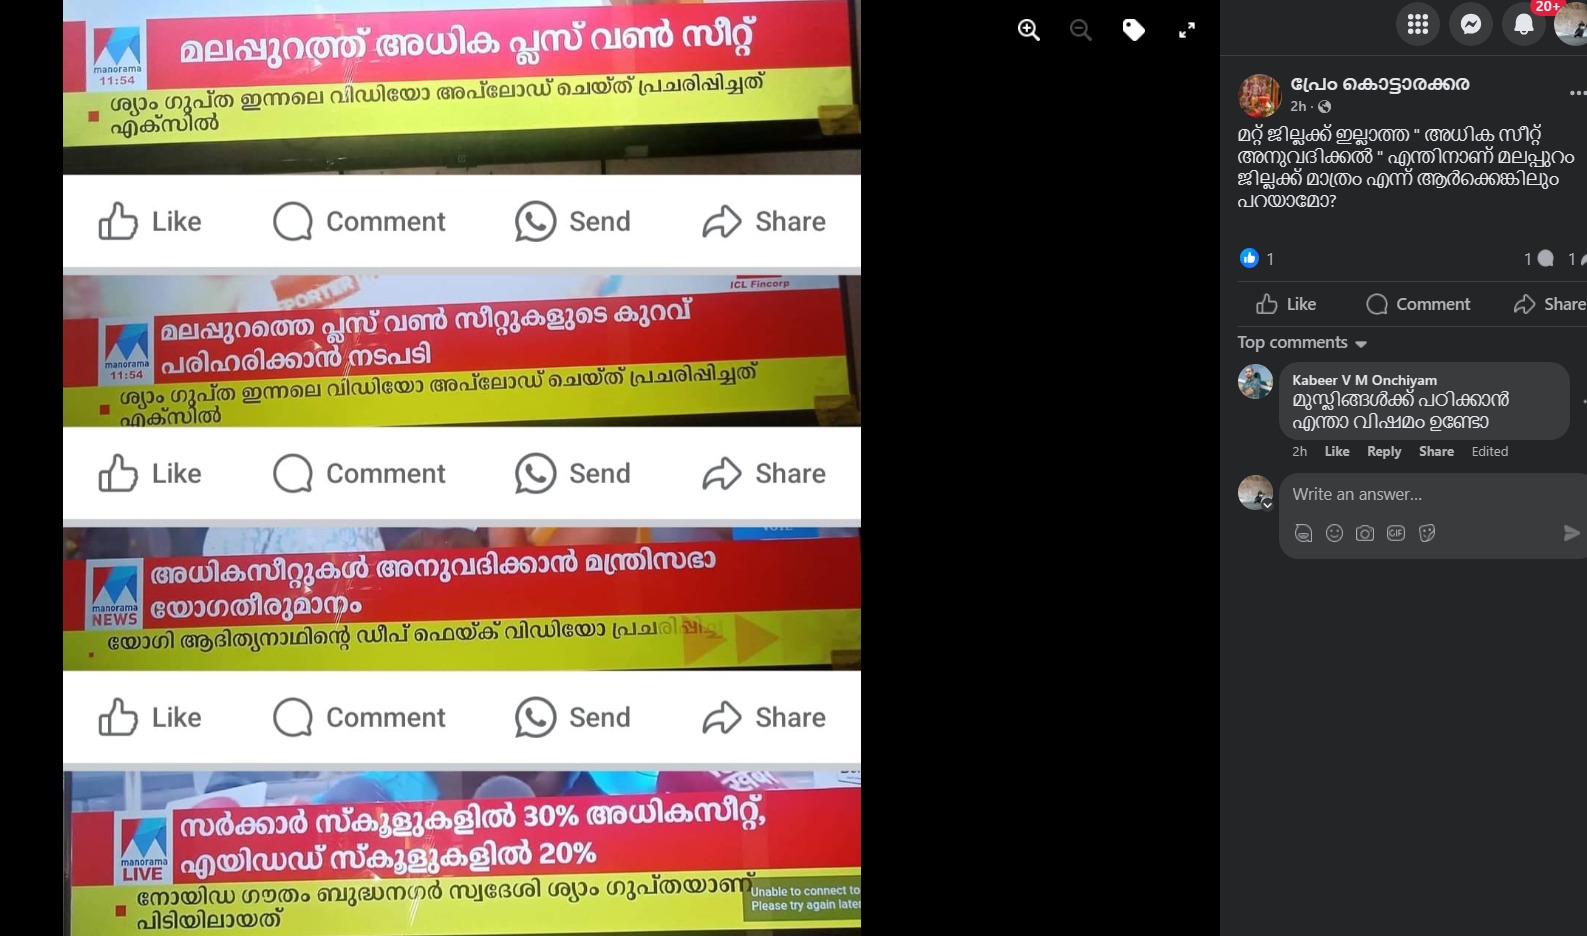 manorama
11:54
മലപ്പുറത്ത് അധിക പ്ലസ് വൺ സീറ്റ്
ശ്യാം ഗുപ്ത ഇന്നലെ വിഡിയോ അപ്‌ലോഡ് ചെയ്ത് പ്രചരിപ്പിച്ചത്
എക്സിൽ
Like Comment Send Share
PORTER
ICL Fincorp
manorama
11:54
മലപ്പുറത്തെ പ്ലസ് വൺ സീറ്റുകളുടെ കുറവ്
പരിഹരിക്കാൻ നടപടി
ശ്യാം ഗുപ്ത ഇന്നലെ വിഡിയോ അപ്‌ലോഡ് ചെയ്ത് പ്രചരിപ്പിച്ചത്
എക്സിൽ
Like Comment Send Share
VOTE
manorama
NEWS
അധികസീറ്റുകൾ അനുവദിക്കാൻ മന്ത്രിസഭാ
യോഗതീരുമാനം
യോഗി ആദിത്യനാഥിന്റെ ഡീപ് ഫെയ്ക് വിഡിയോ പ്രചരിപ്പിച്ച
Like Comment Send Share
manorama
LIVE
സർക്കാർ സ്കൂളുകളിൽ 30% അധികസീറ്റ്,
എയിഡഡ് സ്കൂളുകളിൽ 20%
നോയിഡ ഗൗതം ബുദ്ധനഗർ സ്വദേശി ശ്യാം ഗുപ്തയാണ്
പിടിയിലായത്
Unable to connect to
Please try again later
20+
പ്രേം കൊട്ടാരക്കര
2h
മറ്റ് ജില്ലക്ക് ഇല്ലാത്ത " അധിക സീറ്റ്
അനുവദിക്കൽ " എന്തിനാണ് മലപ്പുറം
ജില്ലക്ക് മാത്രം എന്ന് ആർക്കെങ്കിലും
പറയാമോ?
1 1 1
Like Comment Share
Top comments
Kabeer V M Onchiyam
മുസ്ലിങ്ങൾക്ക് പഠിക്കാൻ
എന്താ വിഷമം ഉണ്ടോ
2h Like Reply Share Edited
Write an answer...
GIF